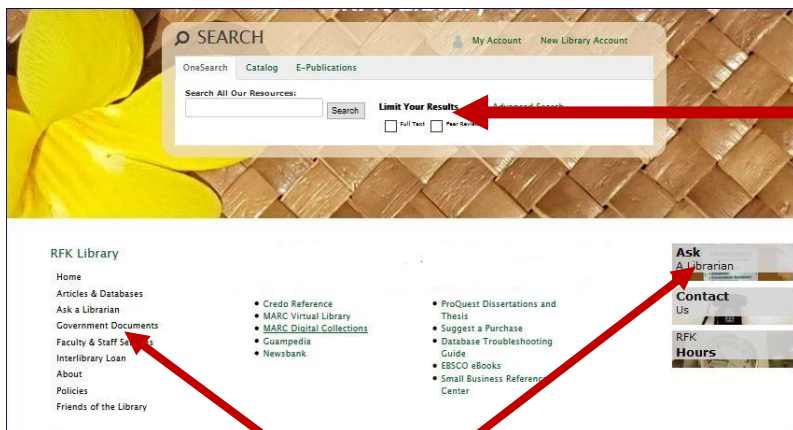 SEARCH
My Account New Library Account
OneSearch Catalog E-Publications
Search All Our Resources:
Search Limit Your Results Advanced Search
Full Text Peer
RFK Library
Home
Articles & Databases
Ask a Librarian
Government Documents
Faculty & Staff
Interlibrary Loan
About
Policies
Friends of the Library
• Credo Reference
• MARC Virtual Library
• MARC Digital Collections
• Guampedia
• Newsbank
• ProQuest Dissertations and
Thesis
• Suggest a Purchase
• Database Troubleshooting
Guide
• EBSCO eBooks
• Small Business Reference
Center
Ask
A Librarian
Contact
Us
RFK
Hours